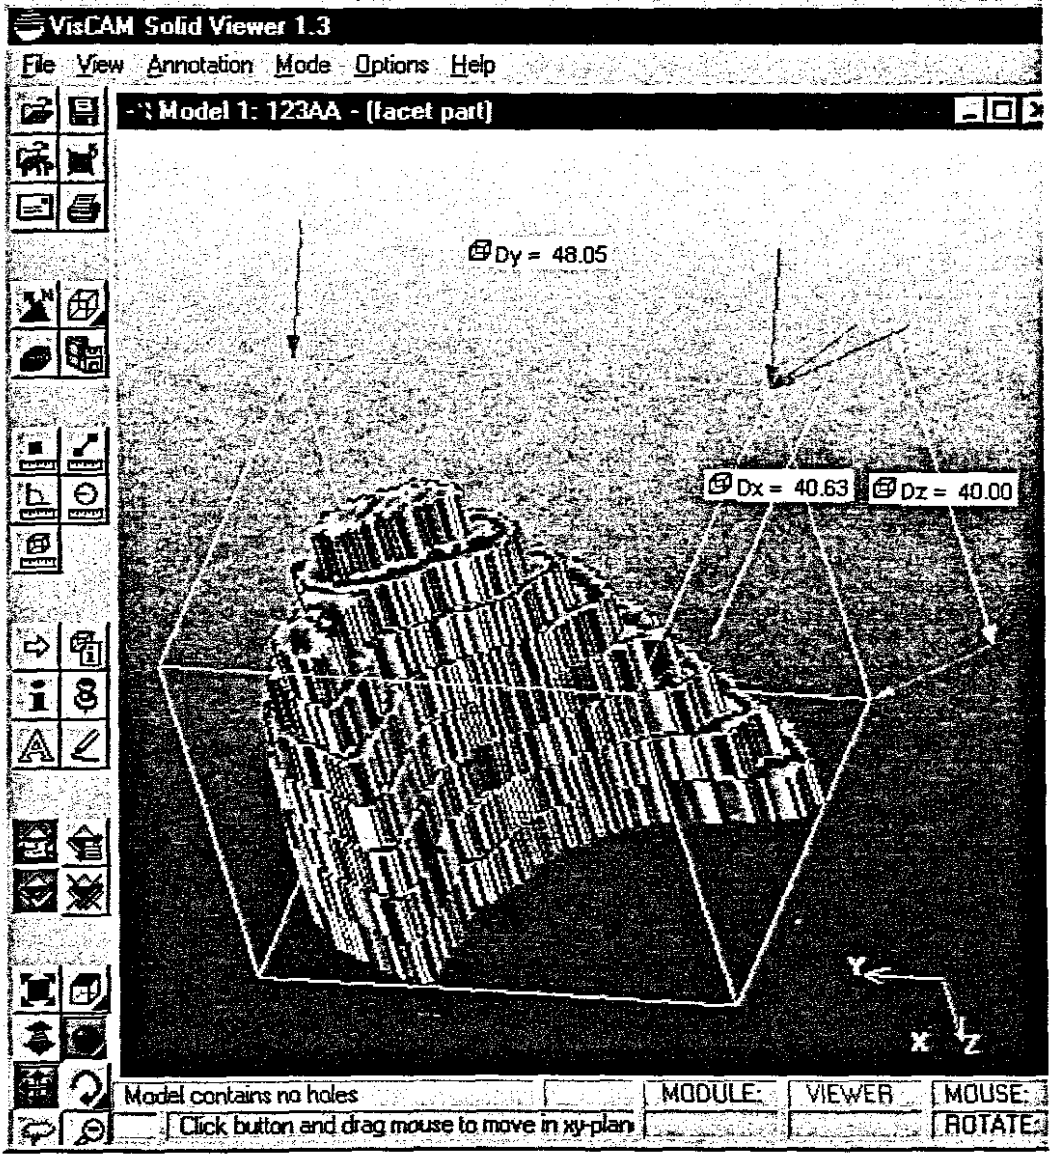 VisCAM Solid Viewer 1.3
File View Annotation Mode Options Help
Model 1: 123AA - (facet part)
Dy = 48.05
Dx = 40.63
Dz = 40.00
Y
X
Z
Model contains no holes
MODULE:
VIEWER
MOUSE:
Click button and drag mouse to move in xy-plan
ROTATE: